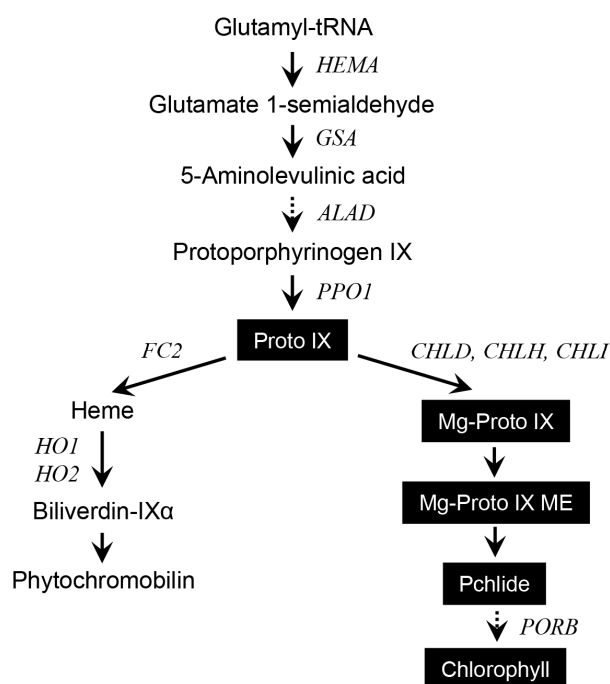 Glutamyl-tRNA
HEMA
Glutamate 1-semialdehyde
GSA
5-Aminolevulinic acid
ALAD
Protoporphyrinogen IX
PPO1
Proto IX
FC2
CHLD, CHLH, CHLI
Heme
Mg-Proto IX
HO1
HO2
Mg-Proto IX ME
Biliverdin-IXα
Phytochromobilin
Pchlide
PORB
Chlorophyll